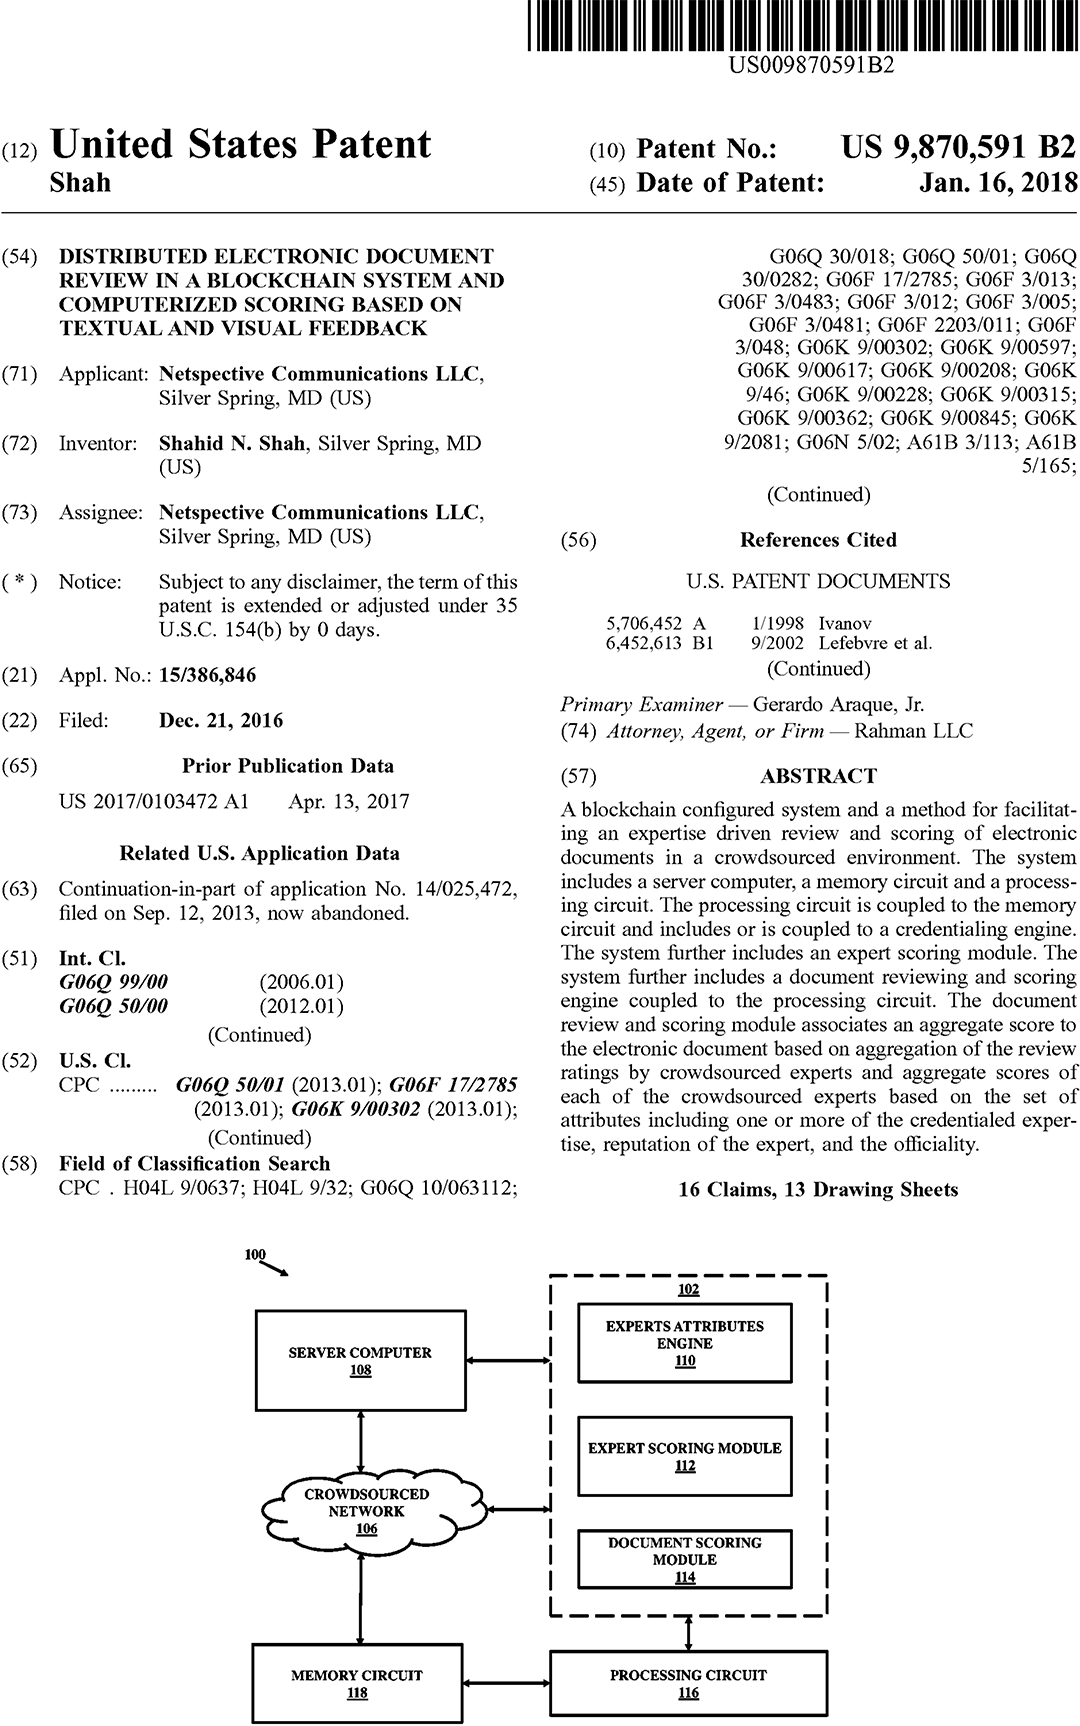 US009870591B2
(12) United States Patent
Shah
(10) Patent No.: US 9,870,591 B2
(45) Date of Patent: Jan. 16, 2018
(54) DISTRIBUTED ELECTRONIC DOCUMENT
REVIEW IN A BLOCKCHAIN SYSTEM AND
COMPUTERIZED SCORING BASED ON
TEXTUAL AND VISUAL FEEDBACK
(71) Applicant: Netspective Communications LLC,
Silver Spring, MD (US)
(72) Inventor: Shahid N. Shah, Silver Spring, MD
(US)
(73) Assignee: Netspective Communications LLC,
Silver Spring, MD (US)
( * ) Notice: Subject to any disclaimer, the term of this
patent is extended or adjusted under 35
U.S.C. 154(b) by 0 days.
(21) Appl. No.: 15/386,846
(22) Filed: Dec. 21, 2016
(65) Prior Publication Data
US 2017/0103472 A1 Apr. 13, 2017
Related U.S. Application Data
(63) Continuation-in-part of application No. 14/025,472,
filed on Sep. 12, 2013, now abandoned.
(51) Int. Cl.
G06Q 99/00 (2006.01)
G06Q 50/00 (2012.01)
(Continued)
(52) U.S. Cl.
CPC ......... G06Q 50/01 (2013.01); G06F 17/2785
(2013.01); G06K 9/00302 (2013.01);
(Continued)
(58) Field of Classification Search
CPC . H04L 9/0637; H04L 9/32; G06Q 10/063112;
G06Q 30/018; G06Q 50/01; G06Q
30/0282; G06F 17/2785; G06F 3/013;
G06F 3/0483; G06F 3/012; G06F 3/005;
G06F 3/0481; G06F 2203/011; G06F
3/048; G06K 9/00302; G06K 9/00597;
G06K 9/00617; G06K 9/00208; G06K
9/46; G06K 9/00228; G06K 9/00315;
G06K 9/00362; G06K 9/00845; G06K
9/2081; G06N 5/02; A61B 3/113; A61B
5/165;
(Continued)
(56) References Cited
U.S. PATENT DOCUMENTS
5,706,452 A 1/1998 Ivanov
6,452,613 B1 9/2002 Lefebvre et al.
(Continued)
Primary Examiner — Gerardo Araque, Jr.
(74) Attorney, Agent, or Firm — Rahman LLC
(57) ABSTRACT
A blockchain configured system and a method for facilitat-
ing an expertise driven review and scoring of electronic
documents in a crowdsourced environment. The system
includes a server computer, a memory circuit and a process-
ing circuit. The processing circuit is coupled to the memory
circuit and includes or is coupled to a credentialing engine.
The system further includes an expert scoring module. The
system further includes a document reviewing and scoring
engine coupled to the processing circuit. The document
review and scoring module associates an aggregate score to
the electronic document based on aggregation of the review
ratings by crowdsourced experts and aggregate scores of
each of the crowdsourced experts based on the set of
attributes including one or more of the credentialed exper-
tise, reputation of the expert, and the officiality.
16 Claims, 13 Drawing Sheets
100
SERVER COMPUTER
108
102
EXPERTS ATTRIBUTES
ENGINE
110
EXPERT SCORING MODULE
112
CROWDSOURCED
NETWORK
106
DOCUMENT SCORING
MODULE
114
MEMORY CIRCUIT
118
PROCESSING CIRCUIT
116